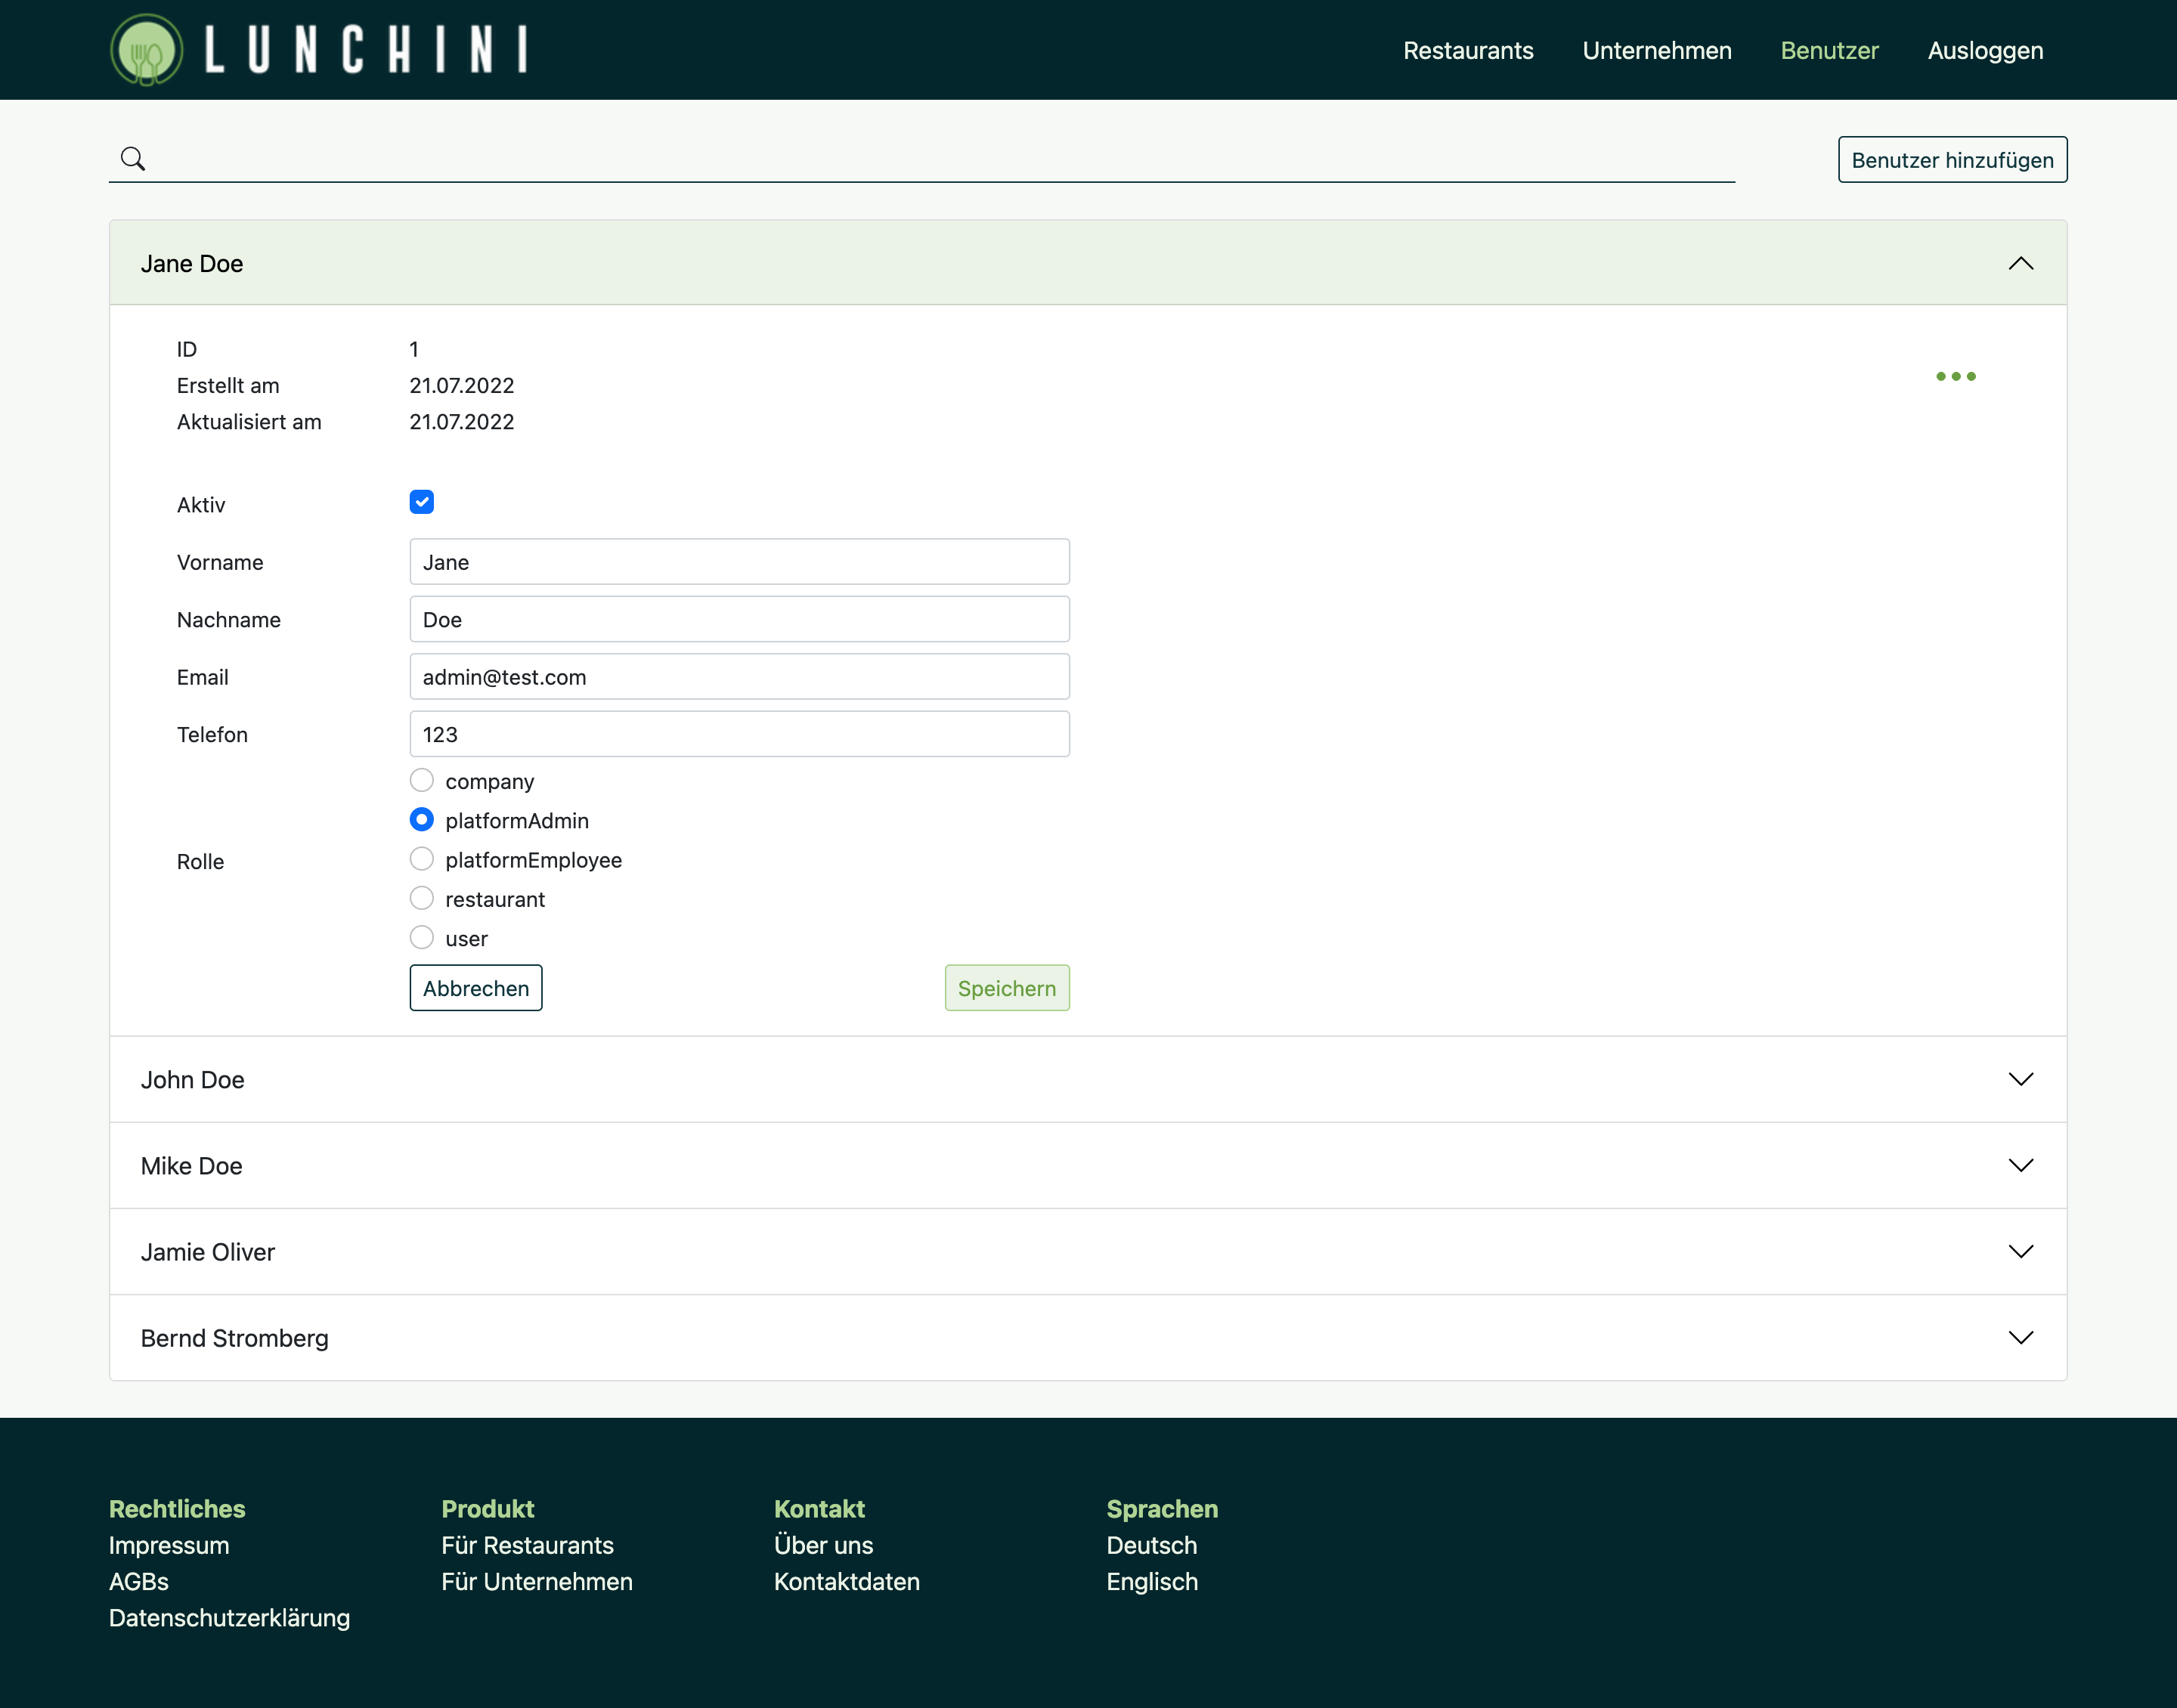 LUNCHINI
Restaurants Unternehmen Benutzer Ausloggen
Benutzer hinzufügen
Jane Doe
ID 1
Erstellt am 21.07.2022
Aktualisiert am 21.07.2022
Aktiv
Vorname Jane
Nachname Doe
Email admin@test.com
Telefon 123
Rolle
company
platformAdmin
platformEmployee
restaurant
user
Abbrechen Speichern
John Doe
Mike Doe
Jamie Oliver
Bernd Stromberg
Rechtliches
Impressum
AGBs
Datenschutzerklärung
Produkt
Für Restaurants
Für Unternehmen
Kontakt
Über uns
Kontaktdaten
Sprachen
Deutsch
Englisch